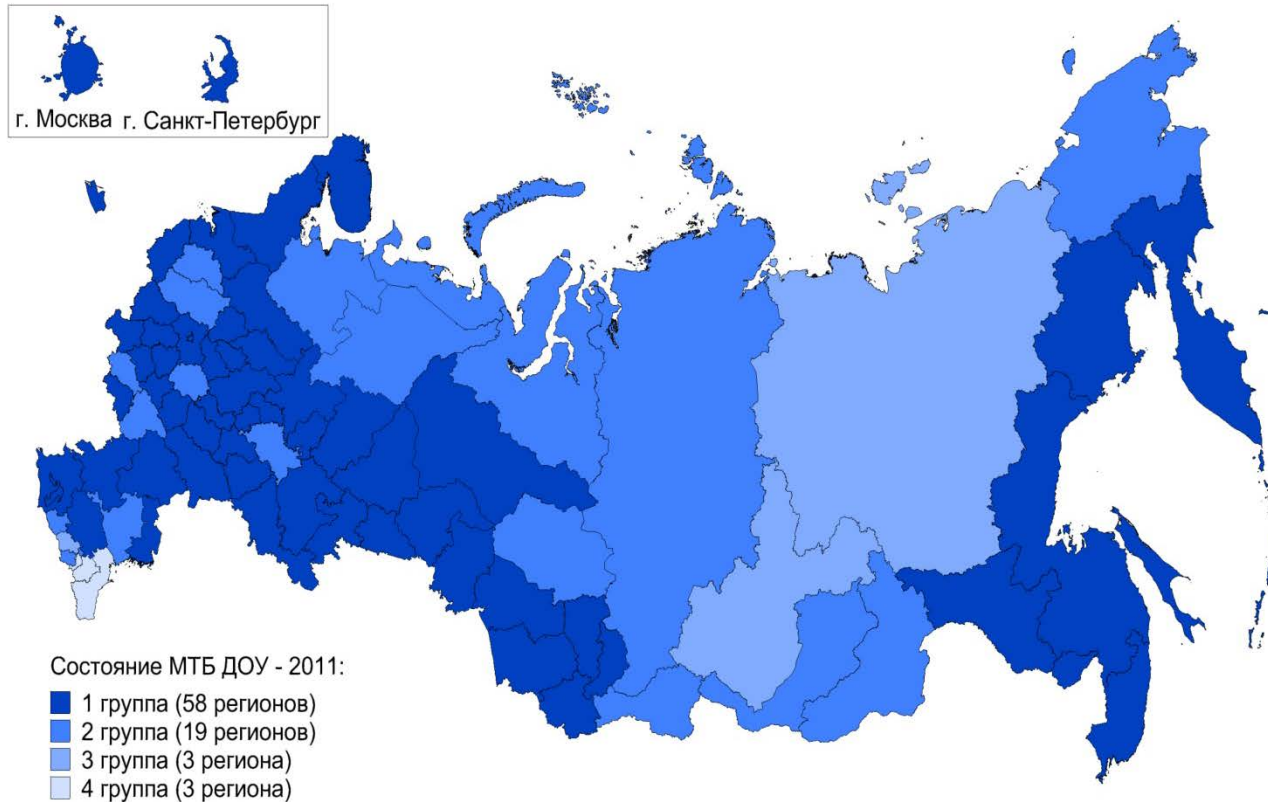 г. Москва г. Санкт-Петербург
Состояние МТБ ДОУ - 2011:
1 группа (58 регионов)
2 группа (19 регионов)
3 группа (3 региона)
4 группа (3 региона)